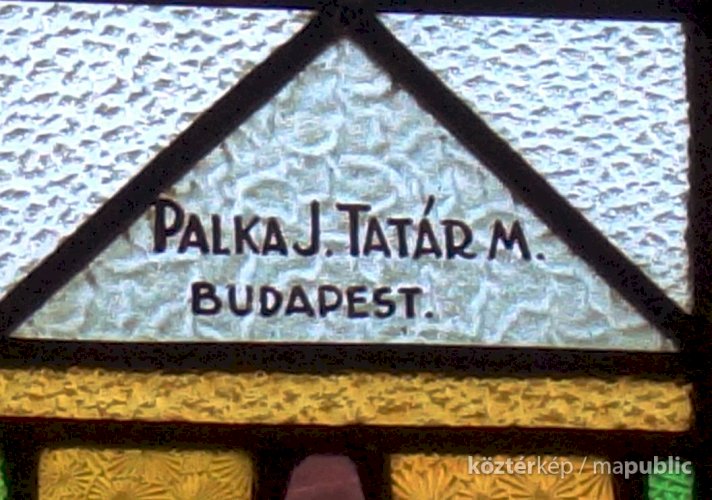 PALKA J. TATÁR M.
BUDAPEST.
köztérkép / mapublic